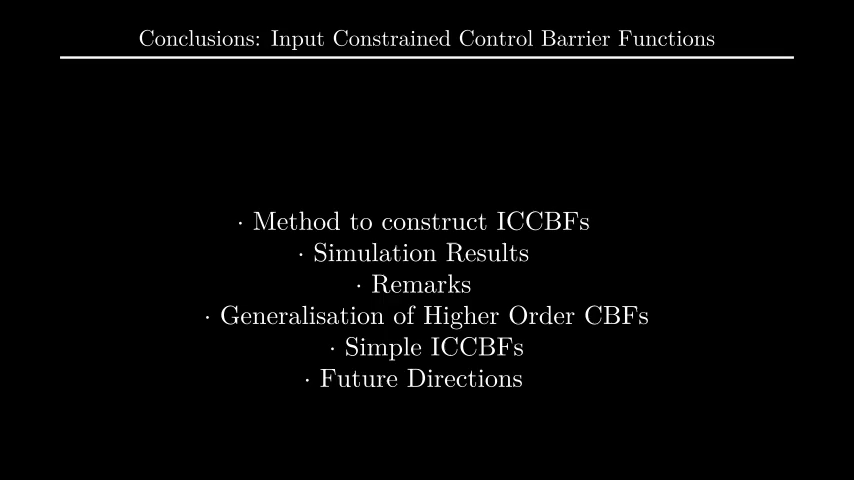 Conclusions: Input Constrained Control Barrier Functions
· Method to construct ICCBFs
· Simulation Results
· Remarks
· Generalisation of Higher Order CBFs
· Simple ICCBFs
· Future Directions